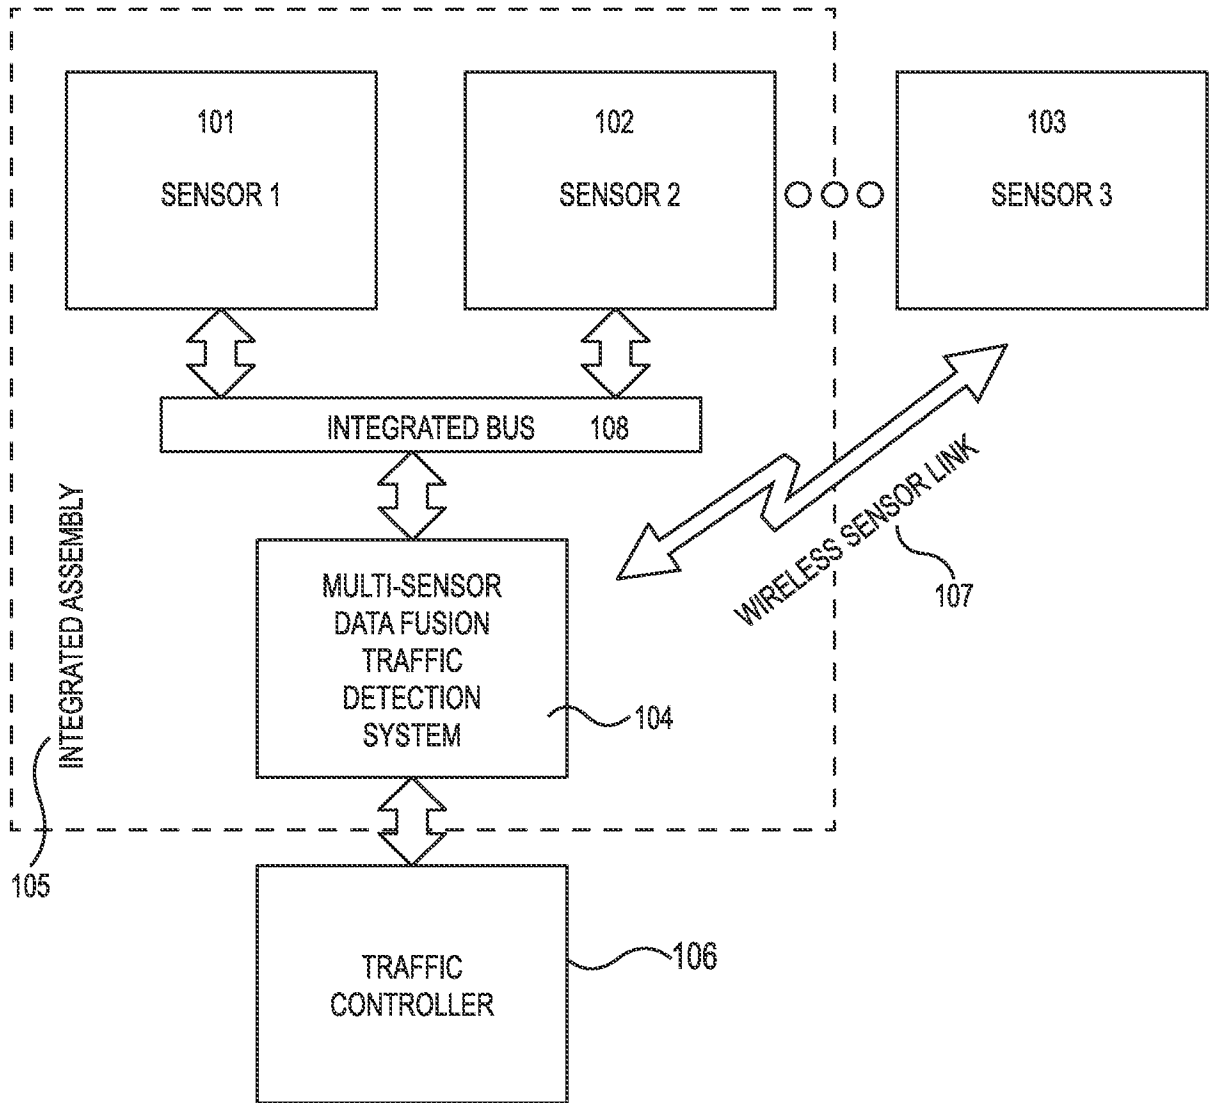 101
SENSOR 1
102
SENSOR 2
103
SENSOR 3
INTEGRATED BUS 108
WIRELESS SENSOR LINK
107
INTEGRATED ASSEMBLY
105
MULTI-SENSOR
DATA FUSION
TRAFFIC
DETECTION
SYSTEM
104
TRAFFIC
CONTROLLER
106